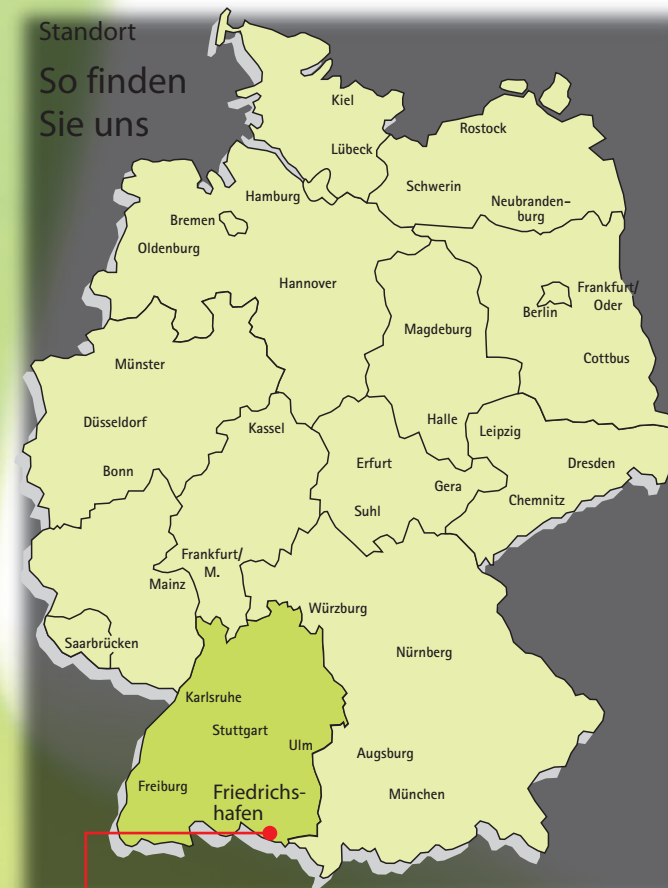 Standort
So finden
Sie uns
Kiel
Rostock
Lübeck
Schwerin
Hamburg
Neubranden-
burg
Bremen
Oldenburg
Hannover
Frankfurt/
Oder
Berlin
Magdeburg
Cottbus
Münster
Düsseldorf
Kassel
Halle
Leipzig
Bonn
Erfurt
Dresden
Gera
Chemnitz
Suhl
Frankfurt/
M.
Mainz
Würzburg
Saarbrücken
Nürnberg
Karlsruhe
Stuttgart
Ulm
Augsburg
Freiburg
München
Friedrichs-
hafen